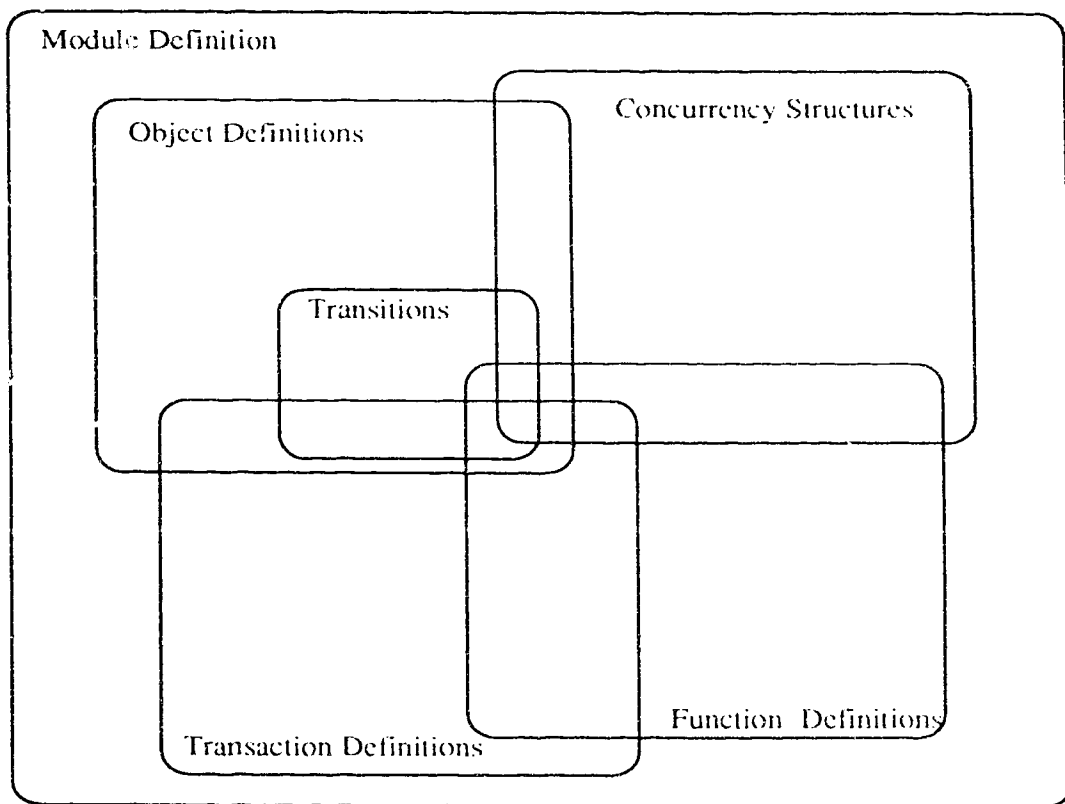 Module Definition
Concurrency Structures
Object Definitions
Transitions
Function Definitions
Transaction Definitions